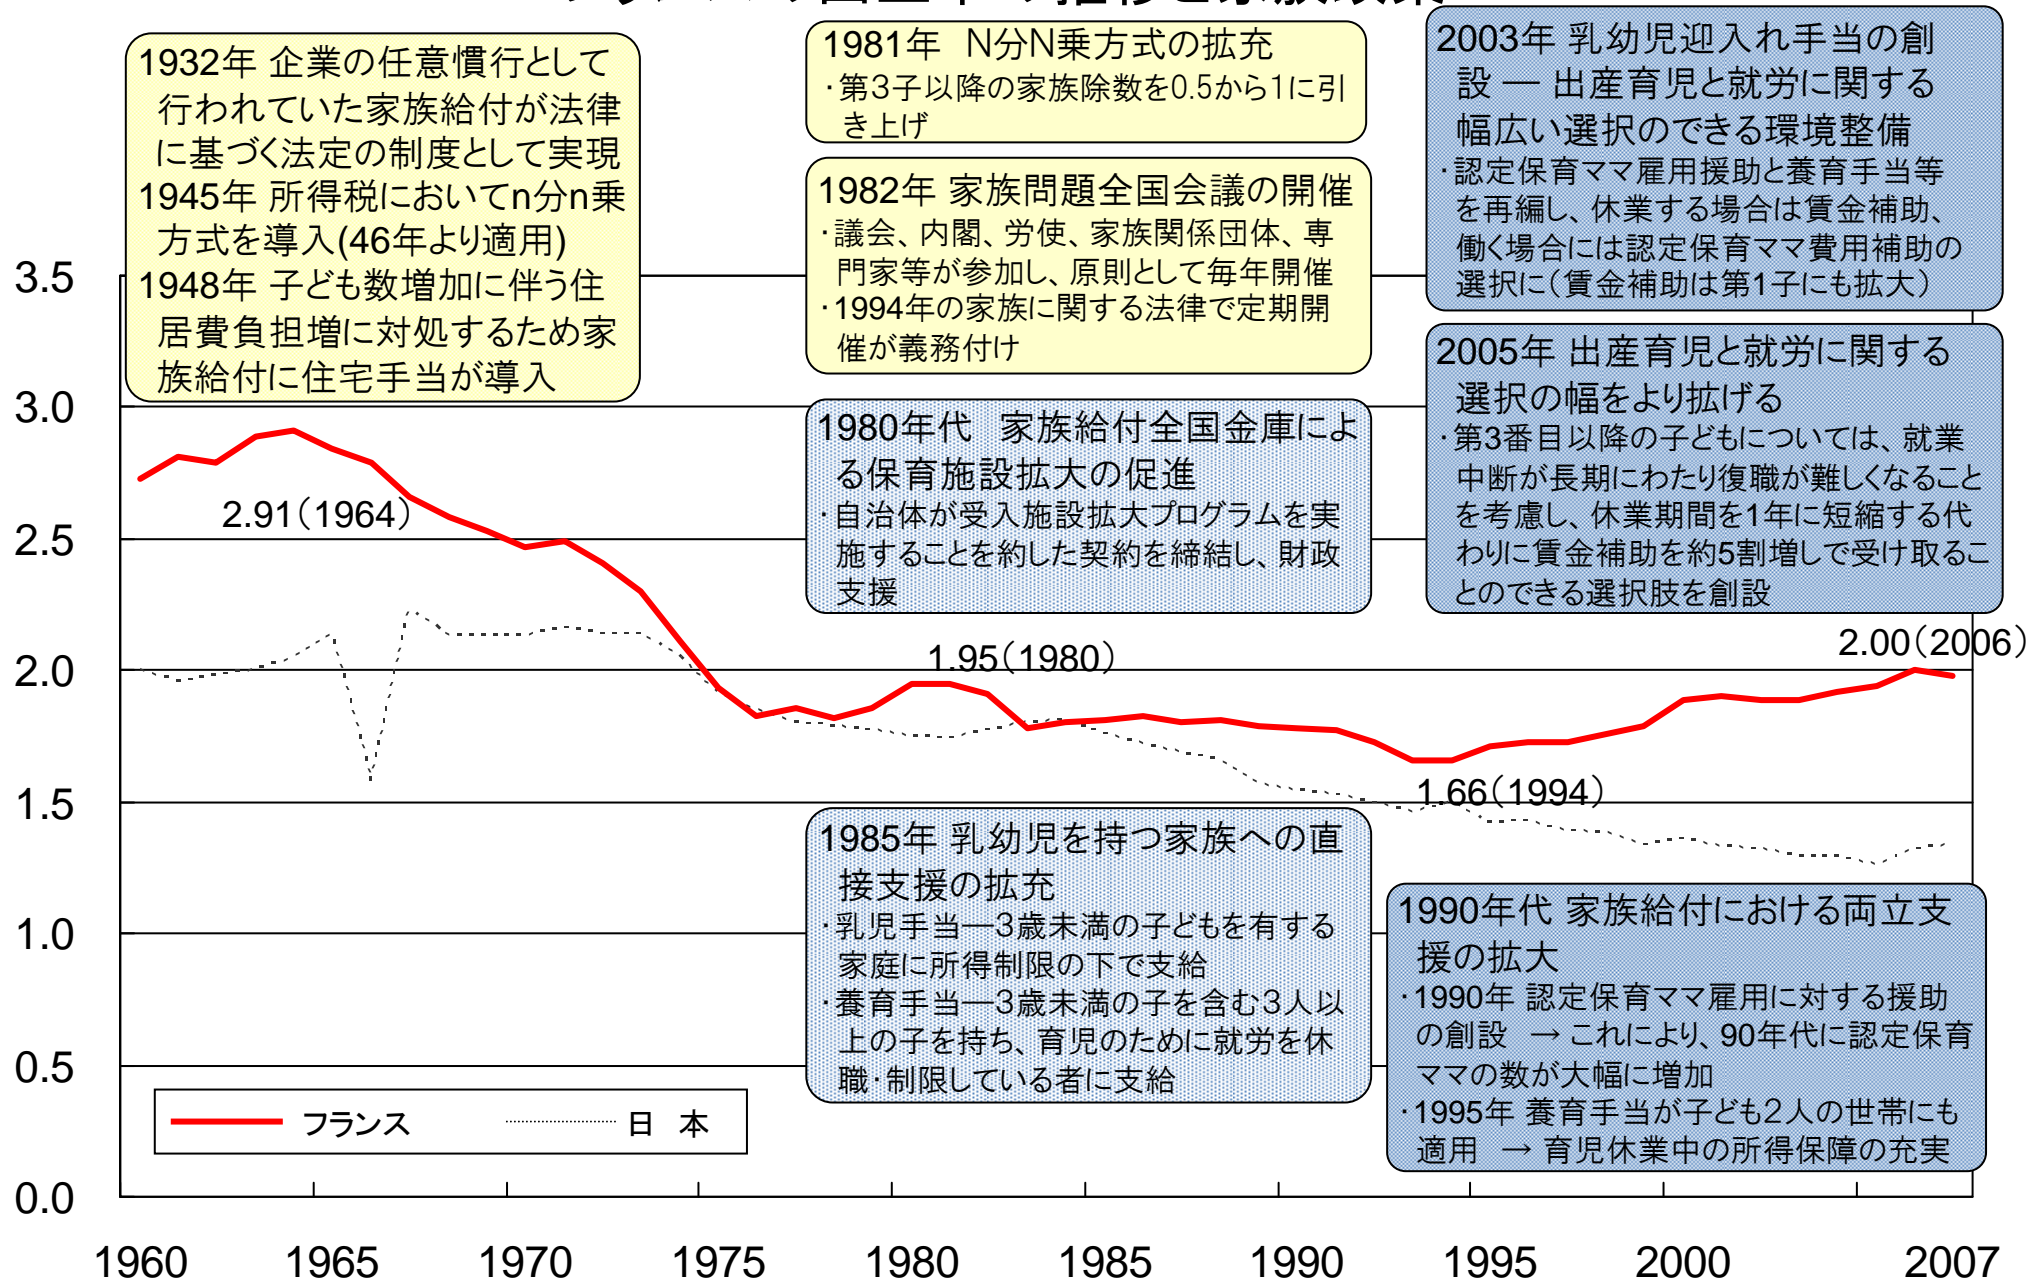 1932年 企業の任意慣行として
行われていた家族給付が法律
に基づく法定の制度として実現
1945年 所得税においてn分n乗
方式を導入(46年より適用)
1948年 子ども数増加に伴う住
居費負担増に対処するため家
族給付に住宅手当が導入
1981年 N分N乗方式の拡充
・第3子以降の家族除数を0.5から1に引
き上げ
1982年 家族問題全国会議の開催
・議会、内閣、労使、家族関係団体、専
門家等が参加し、原則として毎年開催
・1994年の家族に関する法律で定期開
催が義務付け
1980年代 家族給付全国金庫によ
る保育施設拡大の促進
・自治体が受入施設拡大プログラムを実
施することを約した契約を締結し、財政
支援
2003年 乳幼児迎入れ手当の創
設 ― 出産育児と就労に関する
幅広い選択のできる環境整備
・認定保育ママ雇用援助と養育手当等
を再編し、休業する場合は賃金補助、
働く場合には認定保育ママ費用補助の
選択に(賃金補助は第1子にも拡大)
2005年 出産育児と就労に関する
選択の幅をより拡げる
・第3番目以降の子どもについては、就業
中断が長期にわたり復職が難しくなること
を考慮し、休業期間を1年に短縮する代
わりに賃金補助を約5割増しで受け取るこ
とのできる選択肢を創設
3.5
3.0
2.5
2.0
1.5
1.0
0.5
0.0
2.91(1964)
1.95(1980)
2.00(2006)
1.66(1994)
1985年 乳幼児を持つ家族への直
接支援の拡充
・乳児手当―3歳未満の子どもを有する
家庭に所得制限の下で支給
・養育手当―3歳未満の子を含む3人以
上の子を持ち、育児のために就労を休
職・制限している者に支給
1990年代 家族給付における両立支
援の拡大
・1990年 認定保育ママ雇用に対する援助
の創設 → これにより、90年代に認定保育
ママの数が大幅に増加
・1995年 養育手当が子ども2人の世帯にも
適用 → 育児休業中の所得保障の充実
フランス 日 本
1960 1965 1970 1975 1980 1985 1990 1995 2000 2007